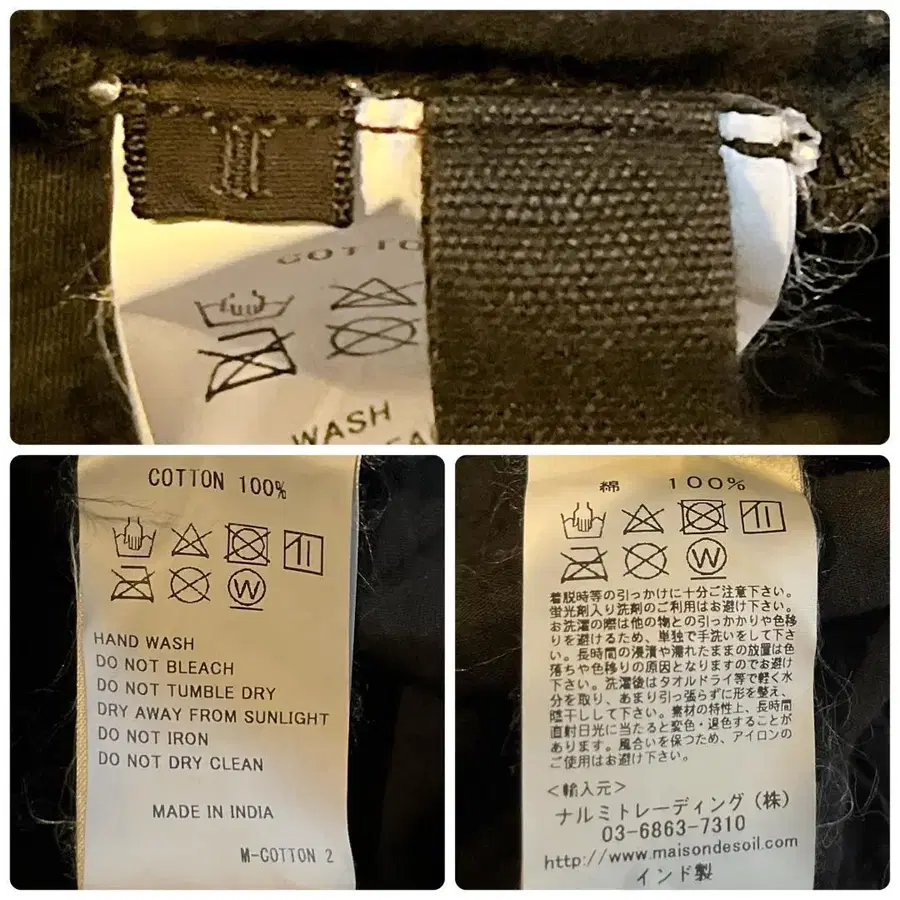 COTTO
WASH
COTTON 100%
W
HAND WASH
DO NOT BLEACH
DO NOT TUMBLE DRY
DRY AWAY FROM SUNLIGHT
DO NOT IRON
DO NOT DRY CLEAN
MADE IN INDIA
M-COTTON 2
綿 100%
W
着脱時等の引っかけに十分ご注意下さい。
蛍光剤入り洗剤のご利用はお避け下さい。
お洗濯の際は他の物との引っかかりや色移
りを避けるため、単独で手洗いをして下さ
い。長時間の浸漬や濡れたままの放置は色
落ちや色移りの原因となりますのでお避け
下さい。洗濯後はタオルドライ等で軽く水
分を取り、あまり引っ張らずに形を整え、
陰干しして下さい。素材の特性上、長時間
直射日光に当たると変色・退色することが
あります。風合いを保つため、アイロンの
ご使用はお避け下さい。
＜輸入元＞
ナルミトレーディング（株）
03-6863-7310
http://www.maisondesoil.com
インド製